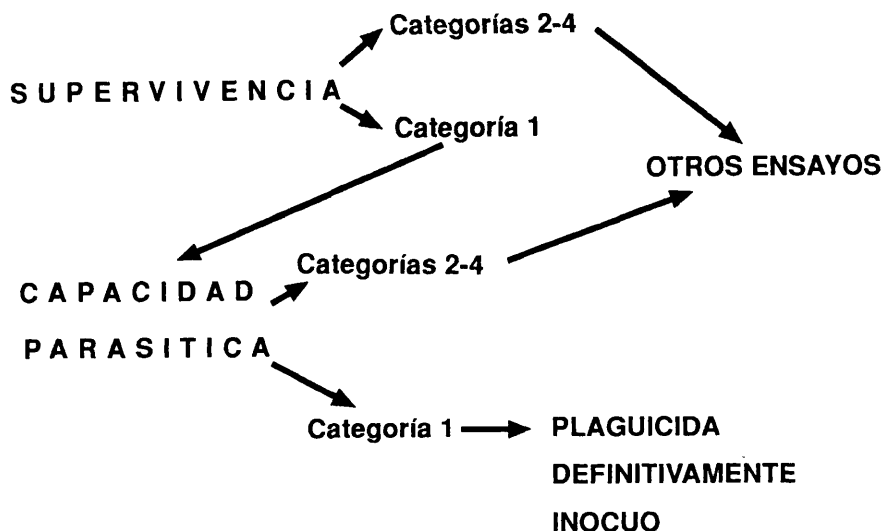 Categorías 2-4
SUPERVIVENCIA
Categoría 1
OTROS ENSAYOS
Categorías 2-4
CAPACIDAD
PARASITICA
Categoría 1
PLAGUICIDA
DEFINITIVAMENTE
INOCUO